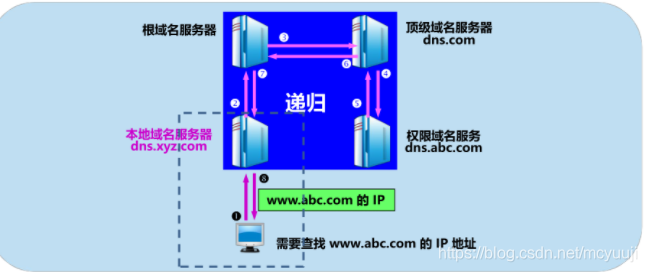 根域名服务器
顶级域名服务器
dns.com
③
⑥
②
⑦
④
⑤
递归
本地域名服务器
dns.xyz.com
权限域名服务
dns.abc.com
①
⑧
www.abc.com 的 IP
需要查找 www.abc.com 的 IP 地址
https://blog.csdn.net/mcyuuji